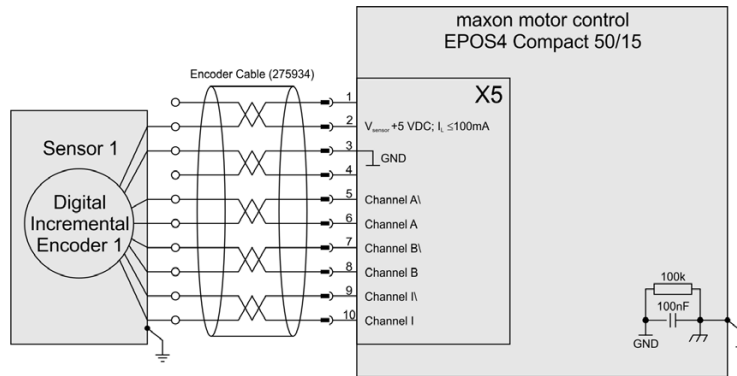 maxon motor control
EPOS4 Compact 50/15
Encoder Cable (275934)
X5
1
2
Vsensor +5 VDC; IL ≤100mA
Sensor 1
3
GND
4
Digital
Incremental
Encoder 1
5
Channel A\
6
Channel A
7
Channel B\
8
Channel B
9
Channel I\
10
Channel I
100k
100nF
GND